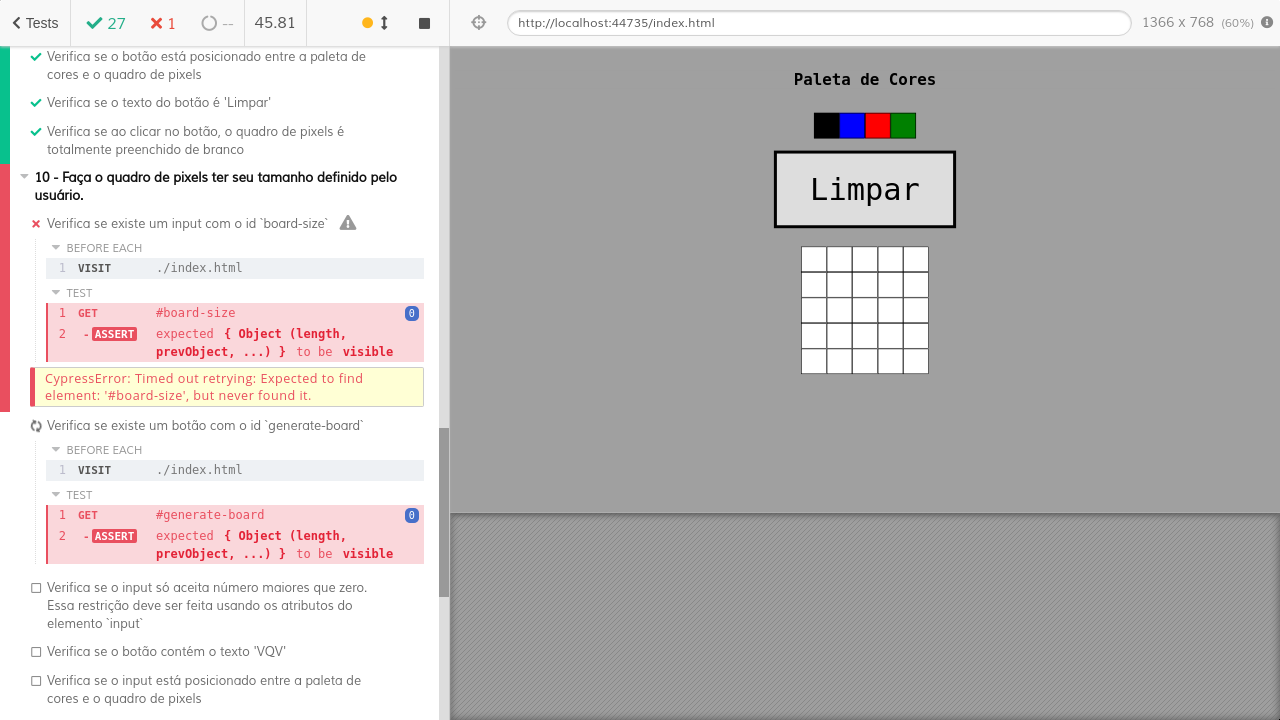 Tests
27
1
--
45.81
http://localhost:44735/index.html
1366 x 768 (60%)
Verifica se o botão está posicionado entre a paleta de
cores e o quadro de pixels
Verifica se o texto do botão é 'Limpar'
Verifica se ao clicar no botão, o quadro de pixels é
totalmente preenchido de branco
10 - Faça o quadro de pixels ter seu tamanho definido pelo
usuário.
Verifica se existe um input com o id `board-size`
BEFORE EACH
1 VISIT ./index.html
TEST
1 GET #board-size 0
2 -ASSERT expected { Object (length,
prevObject, ...) } to be visible
CypressError: Timed out retrying: Expected to find
element: '#board-size', but never found it.
Verifica se existe um botão com o id `generate-board`
BEFORE EACH
1 VISIT ./index.html
TEST
1 GET #generate-board 0
2 -ASSERT expected { Object (length,
prevObject, ...) } to be visible
Verifica se o input só aceita número maiores que zero.
Essa restrição deve ser feita usando os atributos do
elemento `input`
Verifica se o botão contém o texto 'VQV'
Verifica se o input está posicionado entre a paleta de
cores e o quadro de pixels
Paleta de Cores
Limpar